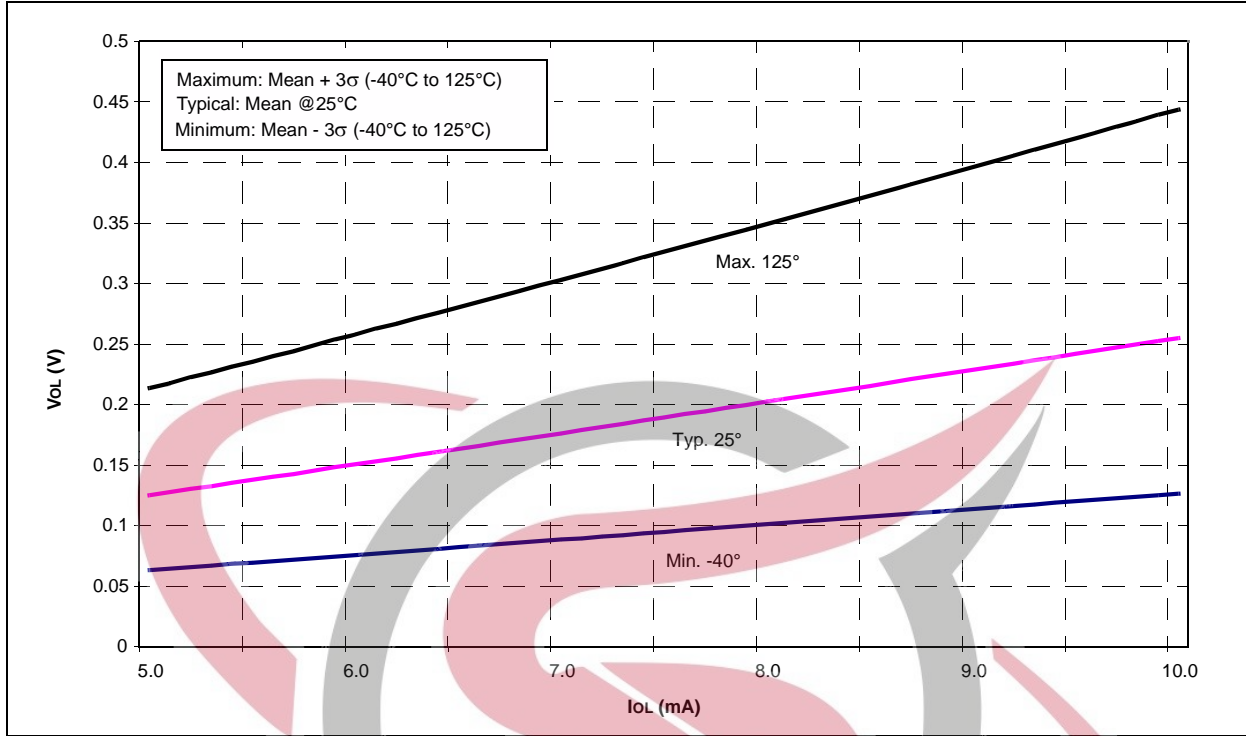 0.5
0.45
0.4
0.35
0.3
0.25
0.2
0.15
0.1
0.05
0
VOL (V)
Maximum: Mean + 3σ (-40°C to 125°C)
Typical: Mean @25°C
Minimum: Mean - 3σ (-40°C to 125°C)
Max. 125°
Typ. 25°
Min. -40°
5.0 6.0 7.0 8.0 9.0 10.0
IOL (mA)